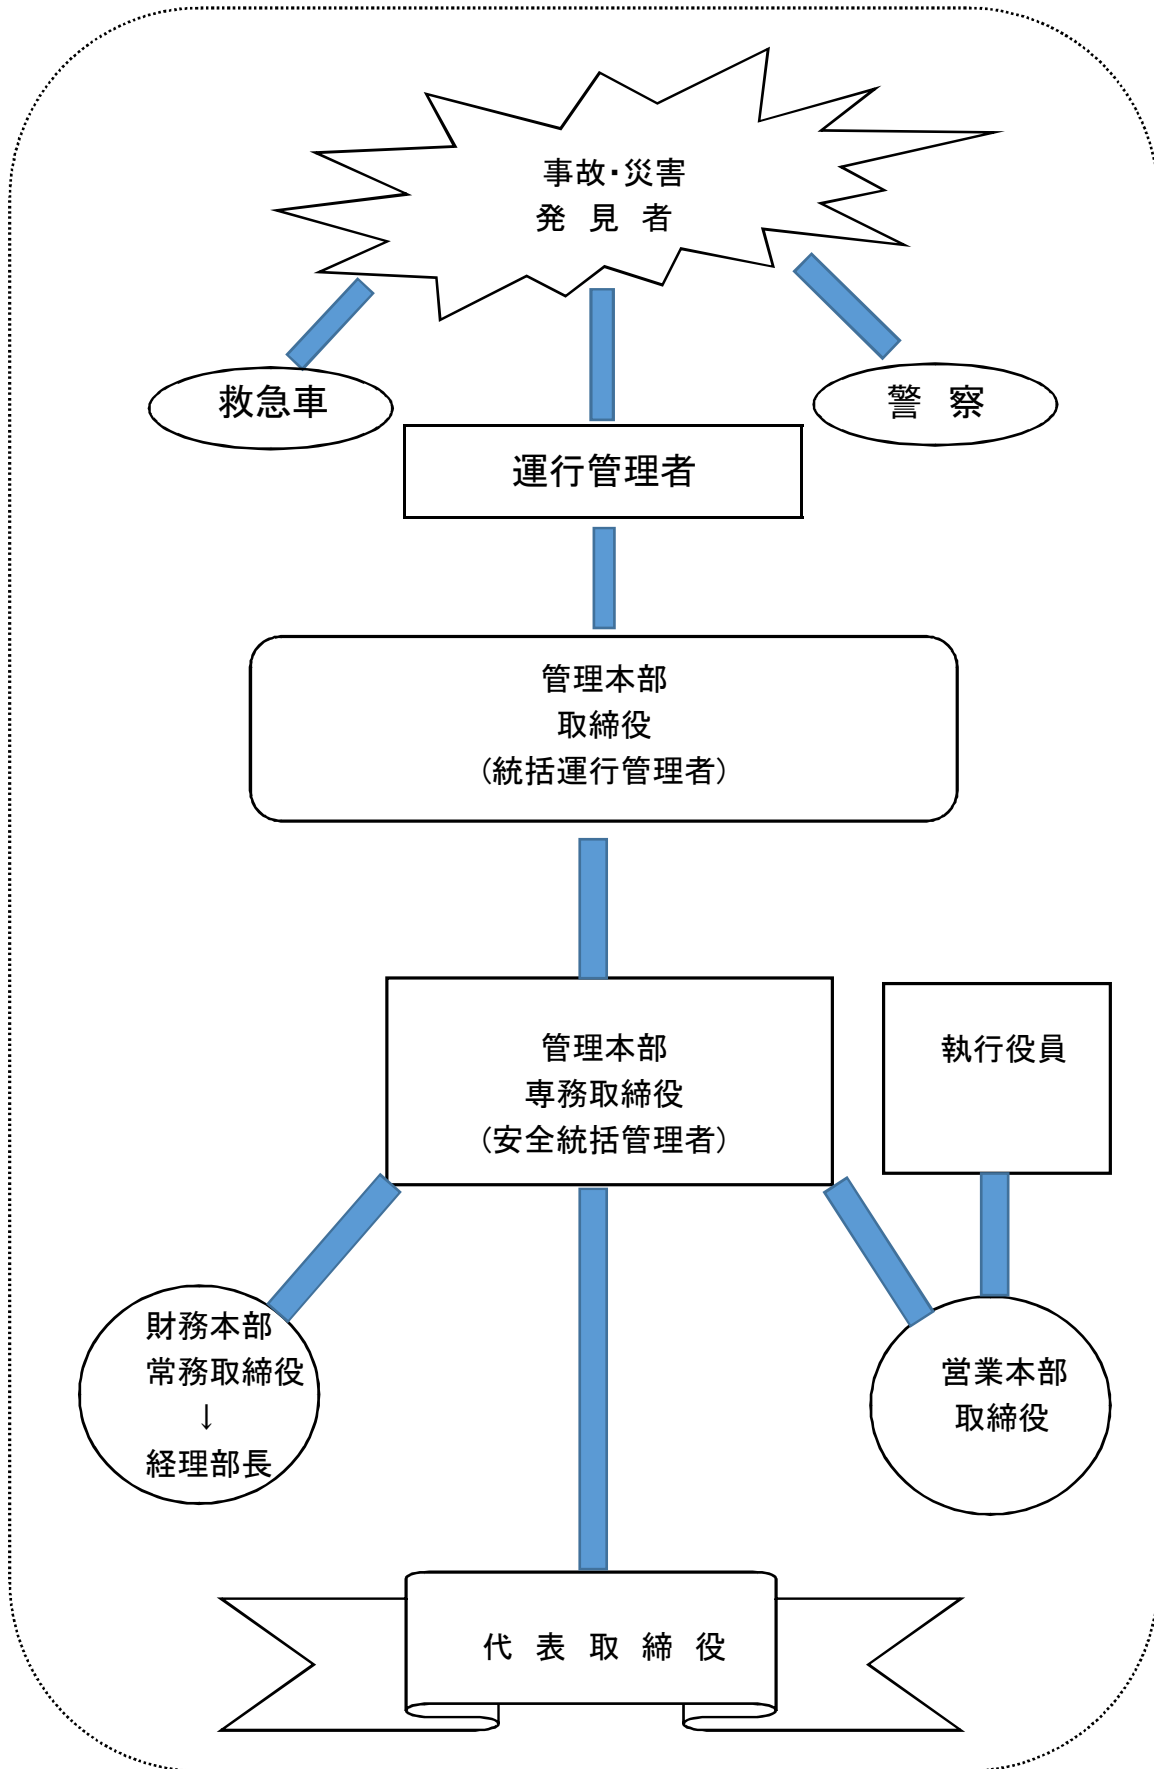 事故・災害
発 見 者
救急車
警 察
運行管理者
管理本部
取締役
（統括運行管理者）
管理本部
専務取締役
（安全統括管理者）
執行役員
財務本部
常務取締役
↓
経理部長
営業本部
取締役
代 表 取 締 役